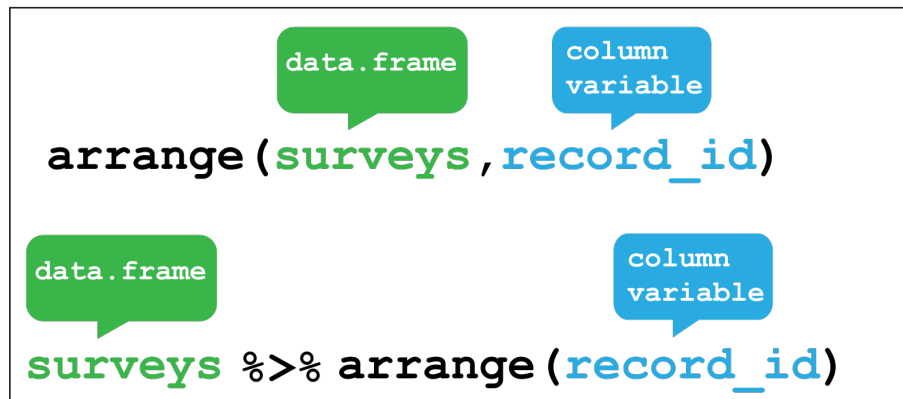 data.frame
column
variable
arrange(surveys,record_id)
data.frame
column
variable
surveys %>% arrange(record_id)